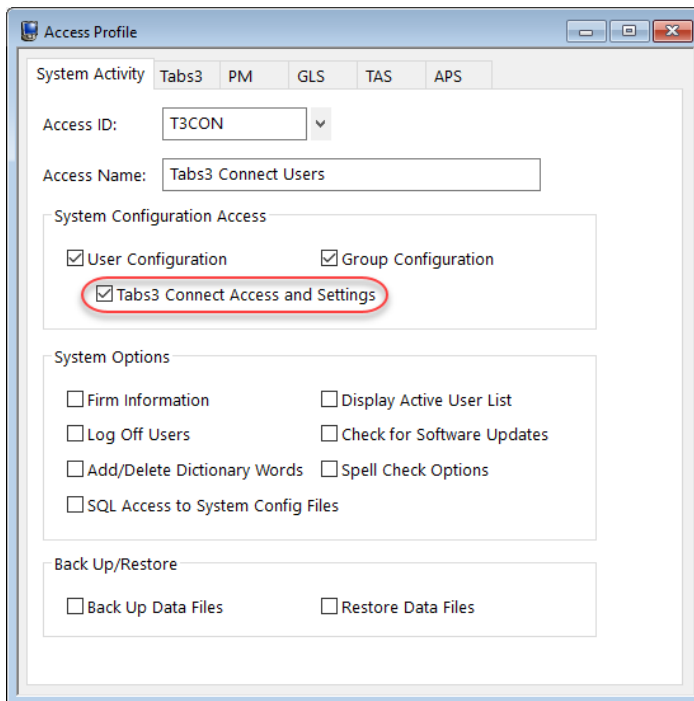 Access Profile
System Activity Tabs3 PM GLS TAS APS
Access ID: T3CON
Access Name: Tabs3 Connect Users
System Configuration Access
User Configuration Group Configuration
Tabs3 Connect Access and Settings
System Options
Firm Information Display Active User List
Log Off Users Check for Software Updates
Add/Delete Dictionary Words Spell Check Options
SQL Access to System Config Files
Back Up/Restore
Back Up Data Files Restore Data Files